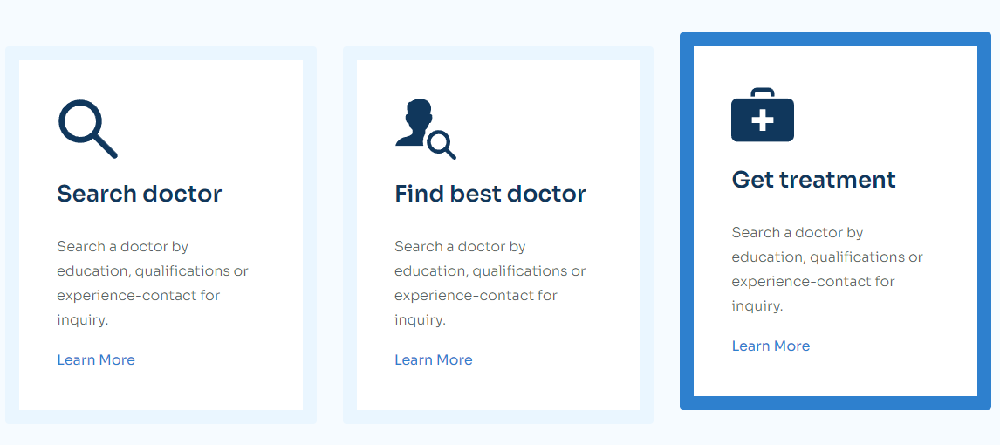 Search doctor
Search a doctor by
education, qualifications or
experience-contact for
inquiry.
Learn More
Find best doctor
Search a doctor by
education, qualifications or
experience-contact for
inquiry.
Learn More
Get treatment
Search a doctor by
education, qualifications or
experience-contact for
inquiry.
Learn More